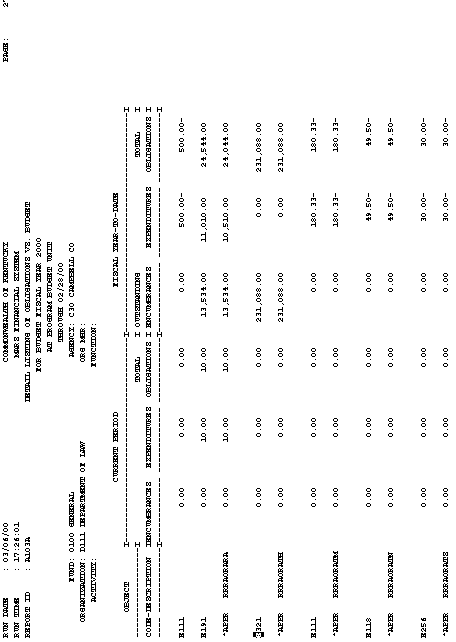 RUN DATE : 03/06/00 COMMONWEALTH OF KENTUCKY PAGE: 2
RUN TIME : 17:26:01 MARS FINANCIAL SYSTEM
REPORT ID : A103A DETAIL LISTING OF OBLIGATIONS VS. BUDGET
FOR BUDGET FISCAL YEAR 2000
AT PROGRAM BUDGET UNIT
THROUGH 02/28/00
FUND: 0100 GENERAL AGENCY: C30 CAMPBELL CO
ORGANIZATION: D111 DEPARTMENT OF LAW ORG MGR:
ACTIVITY: FUNCTION:
CURRENT PERIOD FISCAL YEAR-TO-DATE
OBJECT TOTAL OUTSTANDING TOTAL
CODE-DESCRIPTION ENCUMBRANCES EXPENDITURES OBLIGATIONS ENCUMBRANCES EXPENDITURES OBLIGATIONS
E111 0.00 0.00 0.00 0.00 500.00- 500.00-
E191 0.00 10.00 10.00 13,534.00 11,010.00 24,544.00
*APPR 0.00 10.00 10.00 13,534.00 10,510.00 24,044.00
E321 0.00 0.00 0.00 231,088.00 0.00 231,088.00
*APPR 0.00 0.00 0.00 231,088.00 0.00 231,088.00
E111 0.00 0.00 0.00 0.00 180.33- 180.33-
*APPR 0.00 0.00 0.00 0.00 180.33- 180.33-
E118 0.00 0.00 0.00 0.00 49.50- 49.50-
*APPR 0.00 0.00 0.00 0.00 49.50- 49.50-
E256 0.00 0.00 0.00 0.00 30.00- 30.00-
*APPR 0.00 0.00 0.00 0.00 30.00- 30.00-